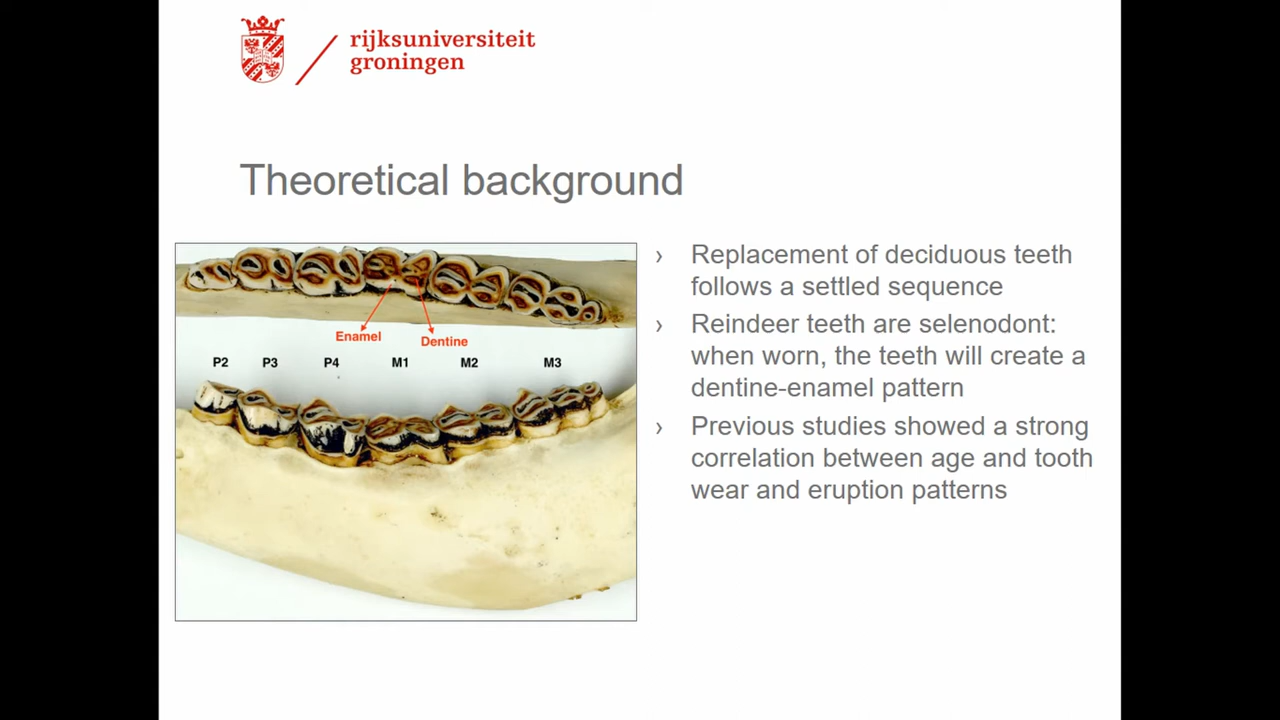 rijksuniversiteit
groningen
Theoretical background
Enamel
Dentine
P2 P3 P4 M1 M2 M3
› Replacement of deciduous teeth
follows a settled sequence
› Reindeer teeth are selenodont:
when worn, the teeth will create a
dentine-enamel pattern
› Previous studies showed a strong
correlation between age and tooth
wear and eruption patterns